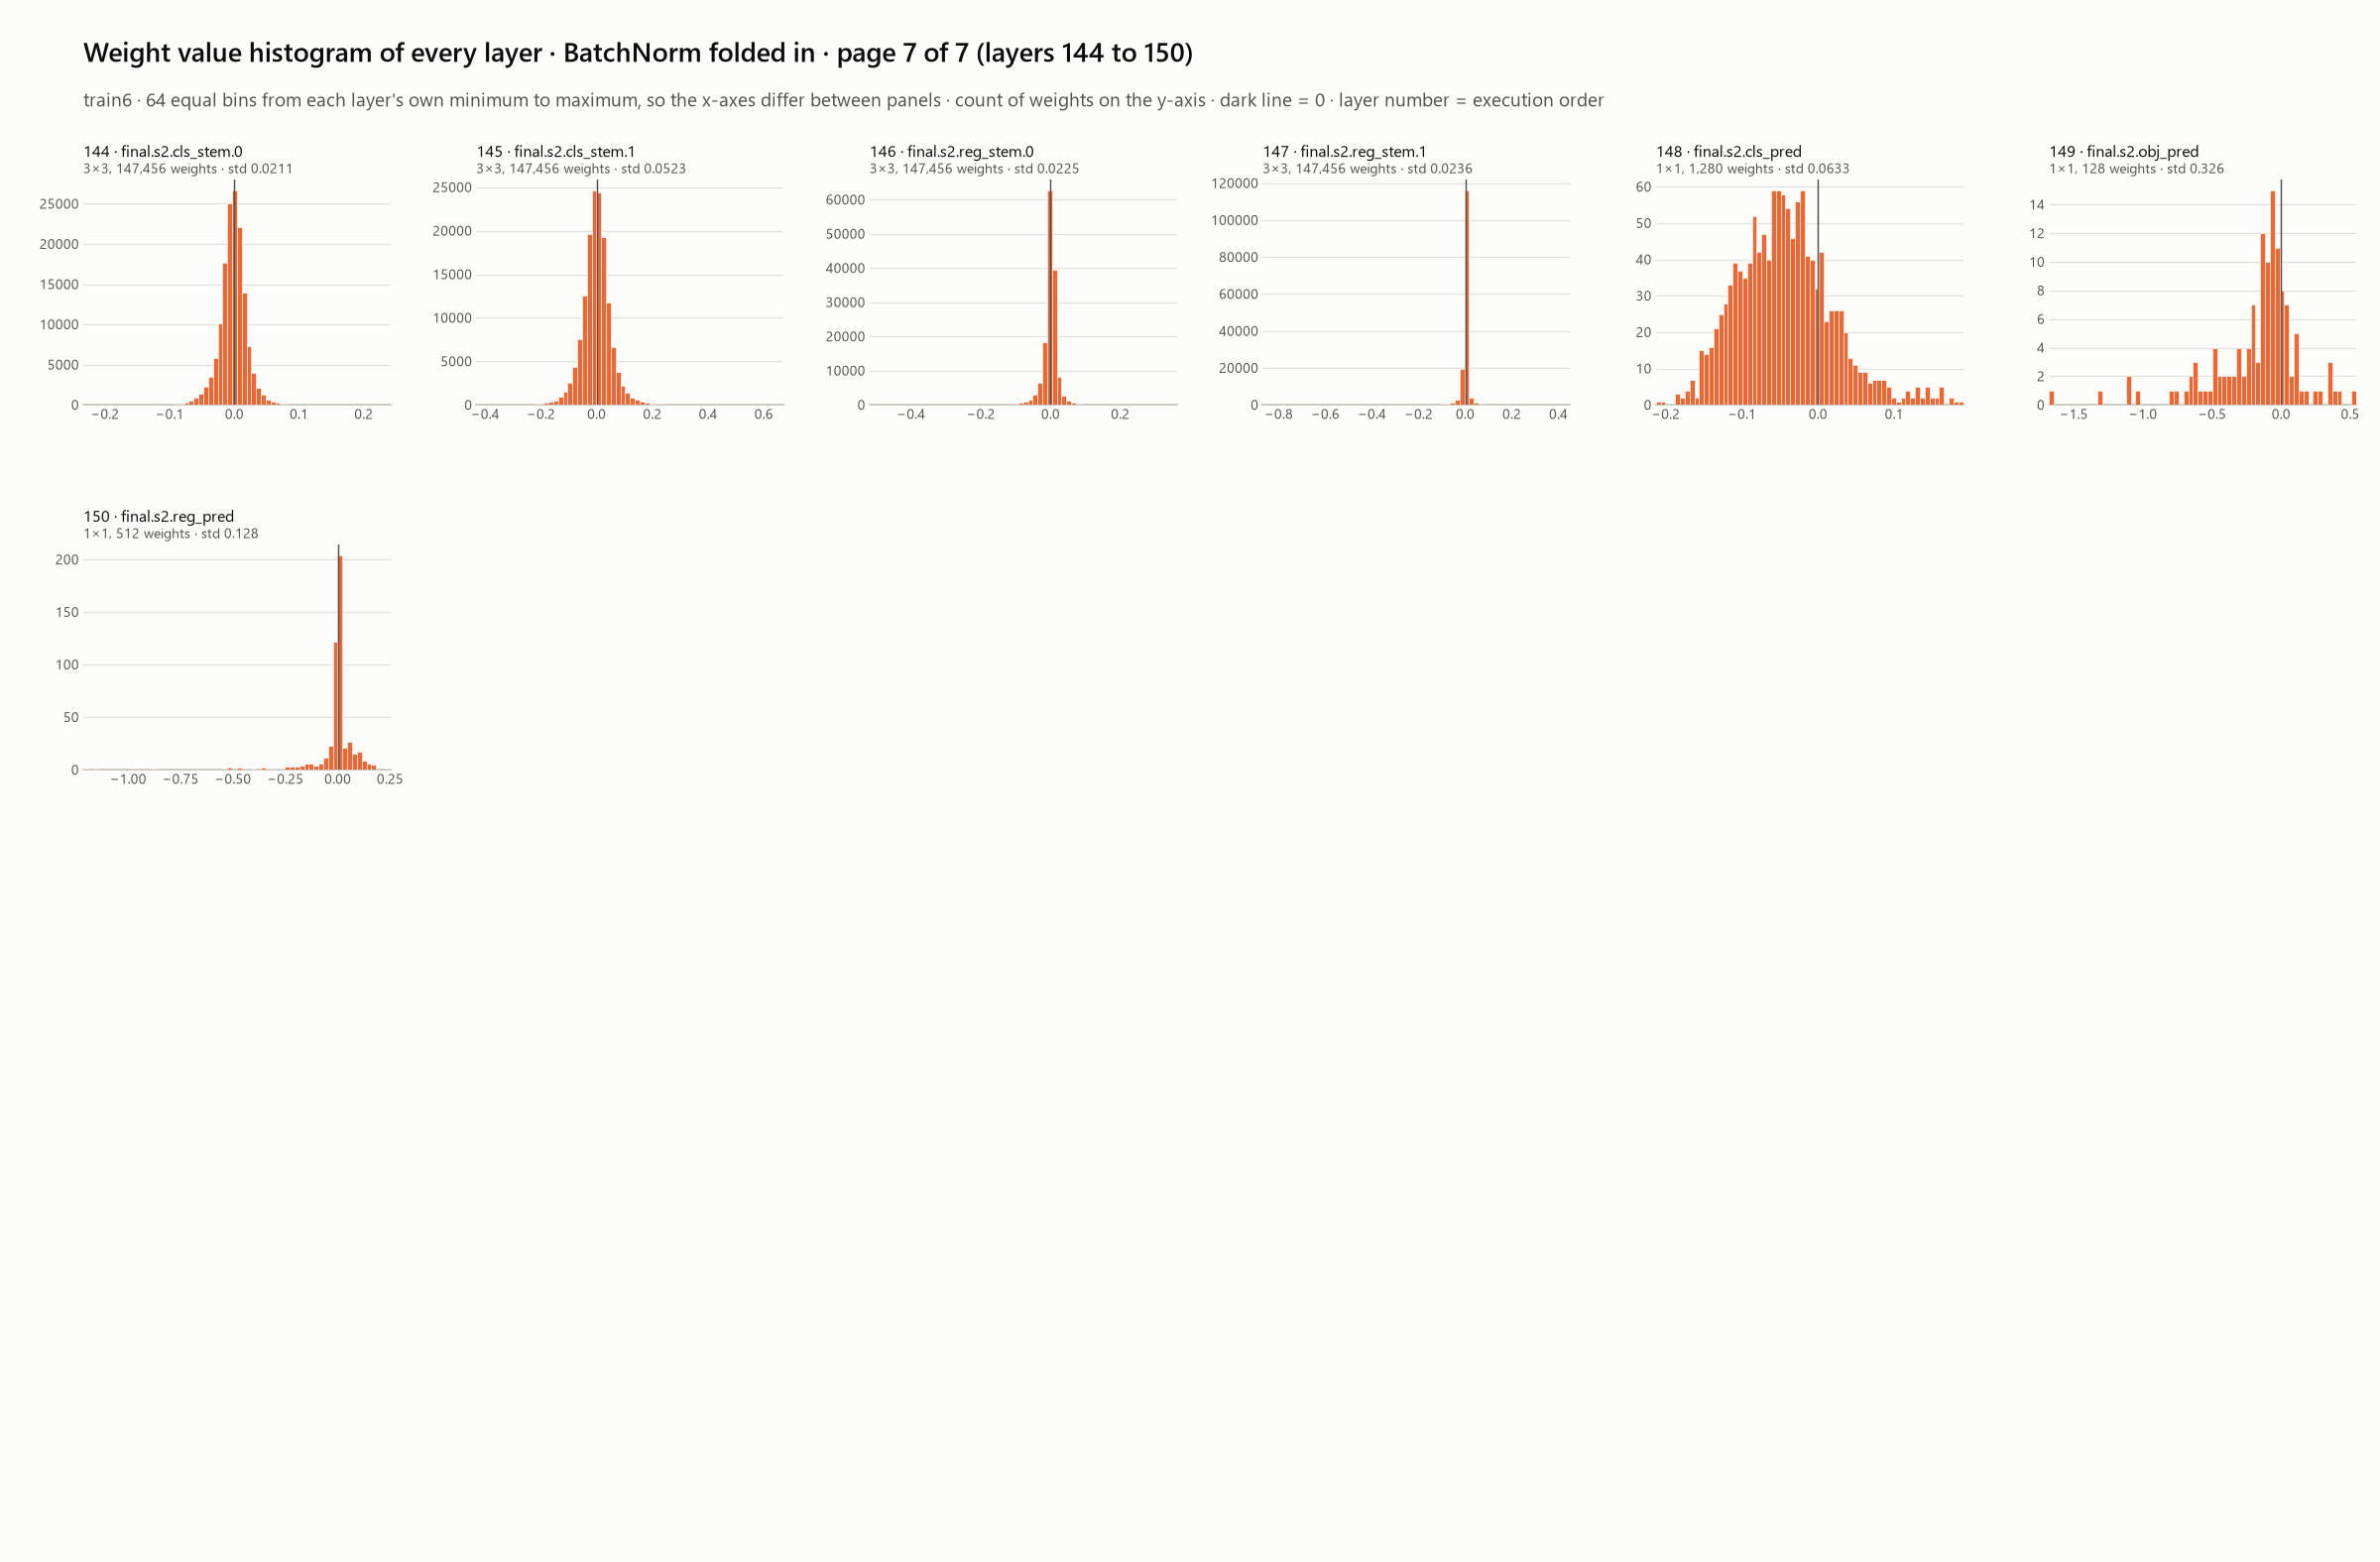 Weight value histogram of every layer · BatchNorm folded in · page 7 of 7 (layers 144 to 150)
train6 · 64 equal bins from each layer's own minimum to maximum, so the x-axes differ between panels · count of weights on the y-axis · dark line = 0 · layer number = execution order
144 · final.s2.cls_stem.0
3×3, 147,456 weights · std 0.0211
25000
20000
15000
10000
5000
0
−0.2 −0.1 0.0 0.1 0.2
145 · final.s2.cls_stem.1
3×3, 147,456 weights · std 0.0523
25000
20000
15000
10000
5000
0
−0.4 −0.2 0.0 0.2 0.4 0.6
146 · final.s2.reg_stem.0
3×3, 147,456 weights · std 0.0225
60000
50000
40000
30000
20000
10000
0
−0.4 −0.2 0.0 0.2
147 · final.s2.reg_stem.1
3×3, 147,456 weights · std 0.0236
120000
100000
80000
60000
40000
20000
0
−0.8 −0.6 −0.4 −0.2 0.0 0.2 0.4
148 · final.s2.cls_pred
1×1, 1,280 weights · std 0.0633
60
50
40
30
20
10
0
−0.2 −0.1 0.0 0.1
149 · final.s2.obj_pred
1×1, 128 weights · std 0.326
14
12
10
8
6
4
2
0
−1.5 −1.0 −0.5 0.0 0.5
150 · final.s2.reg_pred
1×1, 512 weights · std 0.128
200
150
100
50
0
−1.00 −0.75 −0.50 −0.25 0.00 0.25